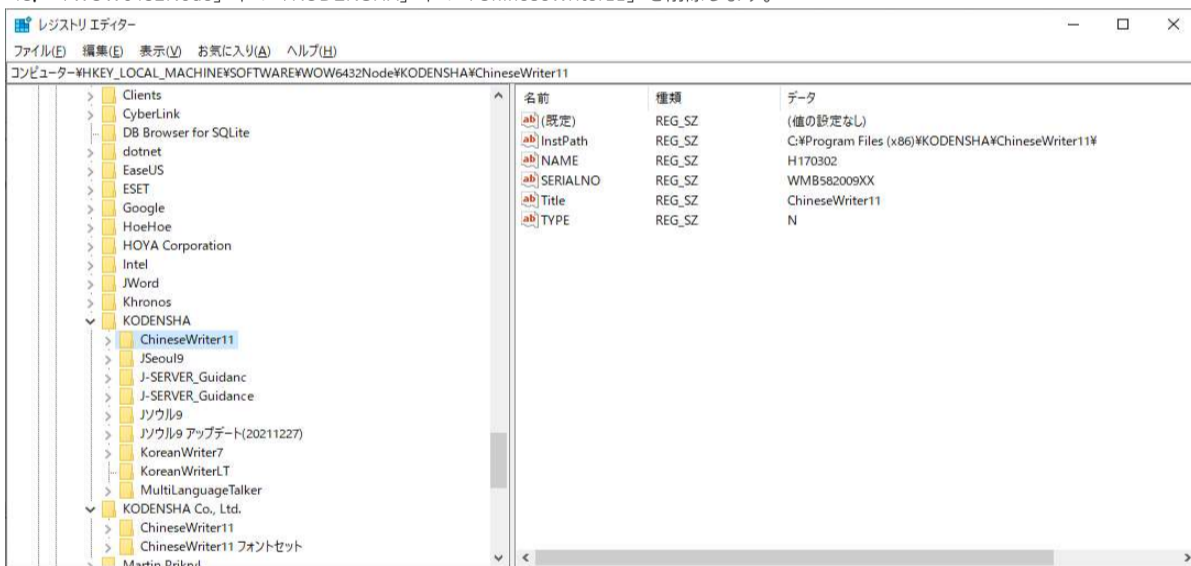 レジストリ エディター
ファイル(F) 編集(E) 表示(V) お気に入り(A) ヘルプ(H)
コンピューター¥HKEY_LOCAL_MACHINE¥SOFTWARE¥WOW6432Node¥KODENSHA¥ChineseWriter11
Clients
CyberLink
DB Browser for SQLite
dotnet
EaseUS
ESET
Google
HoeHoe
HOYA Corporation
Intel
JWord
Khronos
KODENSHA
ChineseWriter11
JSeoul9
J-SERVER_Guidanc
J-SERVER_Guidance
Jソウル9
Jソウル9 アップデート(20211227)
KoreanWriter7
KoreanWriterLT
MultiLanguageTalker
KODENSHA Co., Ltd.
ChineseWriter11
ChineseWriter11 フォントセット
Martin Prikryl
名前 種類 データ
(既定) REG_SZ (値の設定なし)
InstPath REG_SZ C:¥Program Files (x86)¥KODENSHA¥ChineseWriter11¥
NAME REG_SZ H170302
SERIALNO REG_SZ WMB582009XX
Title REG_SZ ChineseWriter11
TYPE REG_SZ N